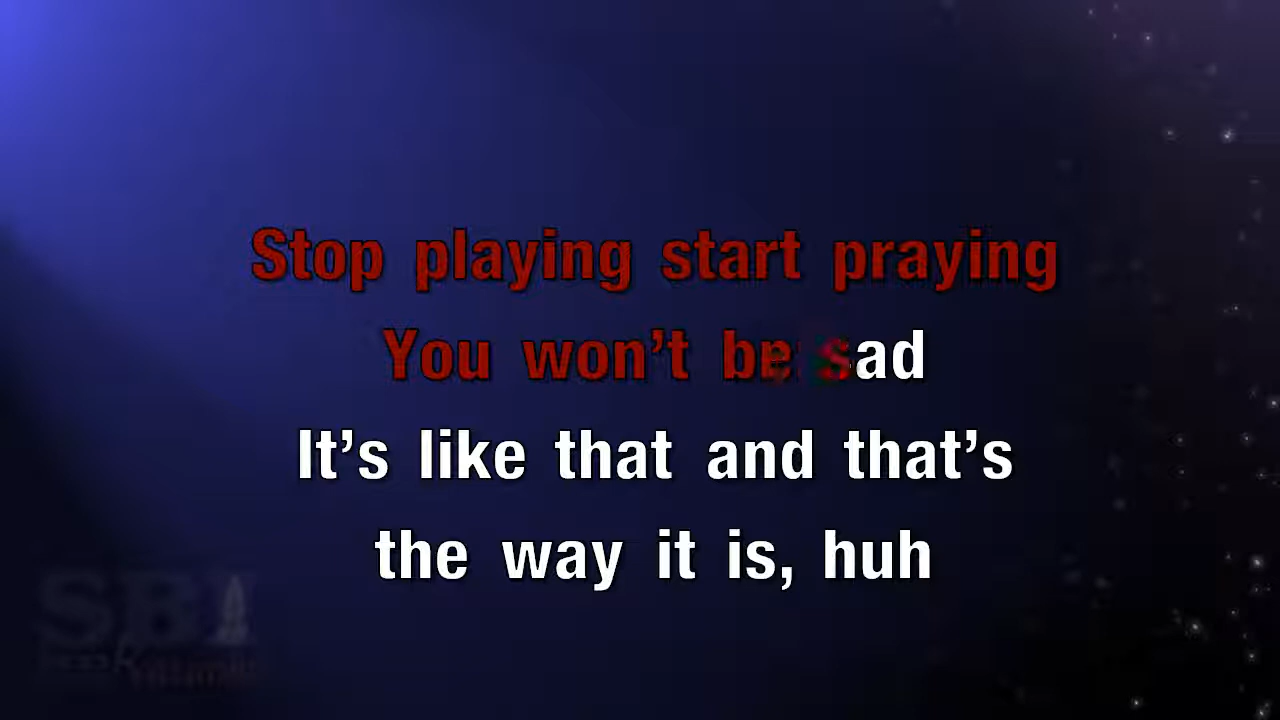 Stop playing start praying
You won't be sad
It's like that and that's
the way it is, huh
SBI
Karaoke